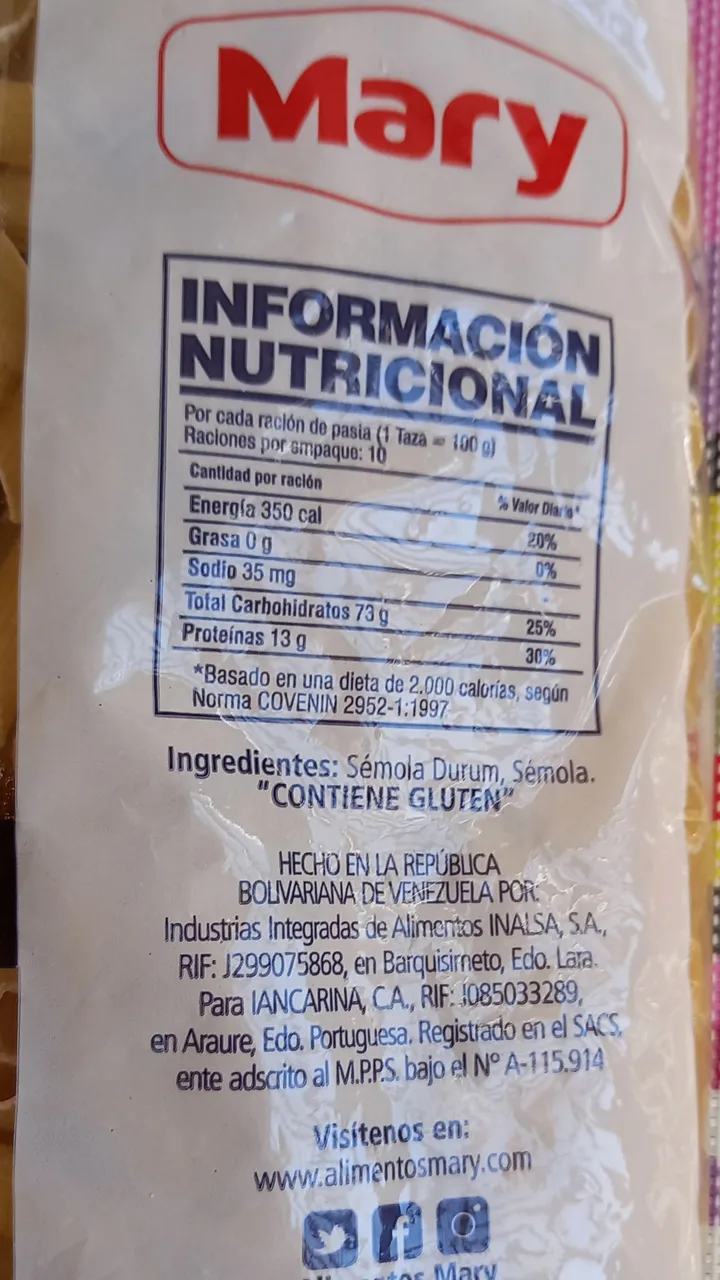 Mary
INFORMACIÓN
NUTRICIONAL
Por cada ración de pasta (1 Taza = 100 g)
Raciones por empaque: 10
Cantidad por ración
% Valor Diario*
Energía 350 cal 20%
Grasa 0 g 0%
Sodio 35 mg -
Total Carbohidratos 73 g 25%
Proteínas 13 g 30%
*Basado en una dieta de 2.000 calorías, según
Norma COVENIN 2952-1:1997
Ingredientes: Sémola Durum, Sémola.
"CONTIENE GLUTEN"
HECHO EN LA REPÚBLICA
BOLIVARIANA DE VENEZUELA POR:
Industrias Integradas de Alimentos INALSA, S.A.,
RIF: J299075868, en Barquisimeto, Edo. Lara.
Para IANCARINA, C.A., RIF: J085033289,
en Araure, Edo. Portuguesa. Registrado en el SACS,
ente adscrito al M.P.P.S. bajo el Nº A-115.914
Visítenos en:
www.alimentosmary.com
Mary